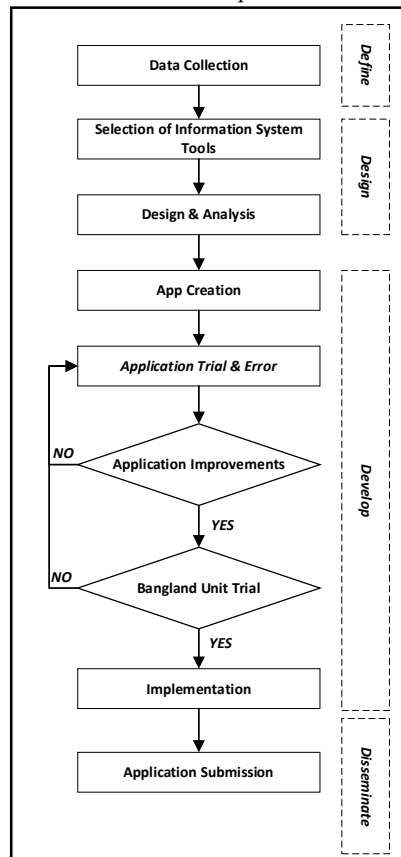 Data Collection
Define
Selection of Information System
Tools
Design
Design & Analysis
App Creation
Application Trial & Error
Application Improvements
NO
YES
Develop
Bangland Unit Trial
NO
YES
Implementation
Application Submission
Disseminate